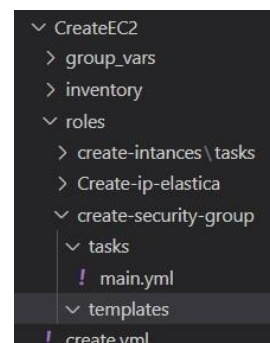 CreateEC2
group_vars
inventory
roles
create-intances\tasks
Create-ip-elastica
create-security-group
tasks
! main.yml
templates
! create.yml